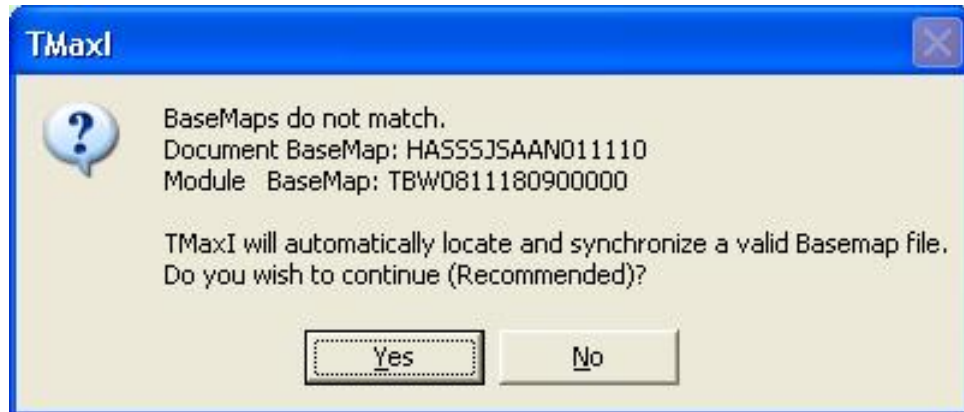 TMaxI
BaseMaps do not match.
Document BaseMap: HASSSJSAAN011110
Module   BaseMap: TBW0811180900000
TMaxI will automatically locate and synchronize a valid Basemap file.
Do you wish to continue (Recommended)?
Yes
No